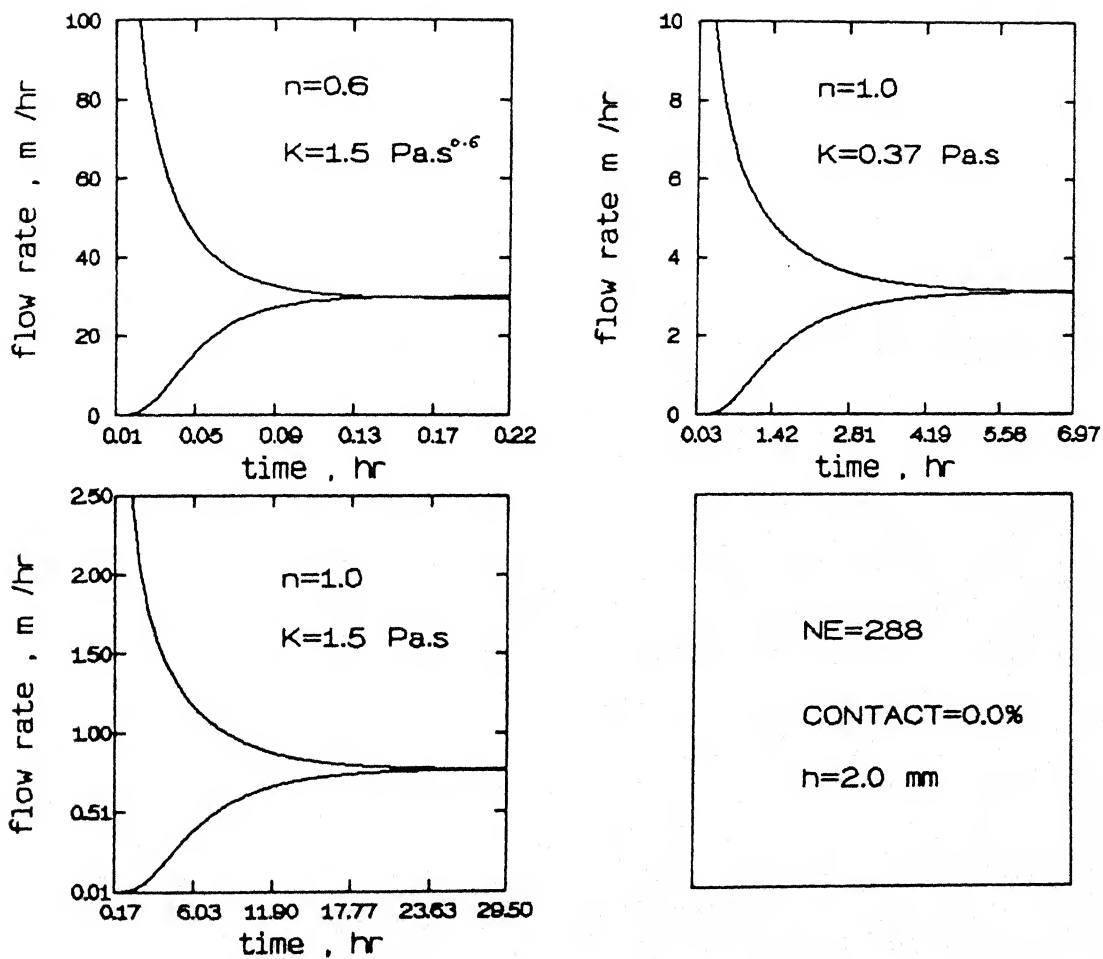 flow rate , m /hr
100
80
60
40
20
0
n=0.6
K=1.5 Pa.s^0.6
0.01 0.05 0.09 0.13 0.17 0.22
time , hr
flow rate m /hr
10
8
6
4
2
0
n=1.0
K=0.37 Pa.s
0.03 1.42 2.81 4.19 5.58 6.97
time , hr
flow rate , m /hr
2.50
2.00
1.50
1.00
0.51
0.01
n=1.0
K=1.5 Pa.s
0.17 6.03 11.90 17.77 23.63 29.50
time , hr
NE=288
CONTACT=0.0%
h=2.0 mm